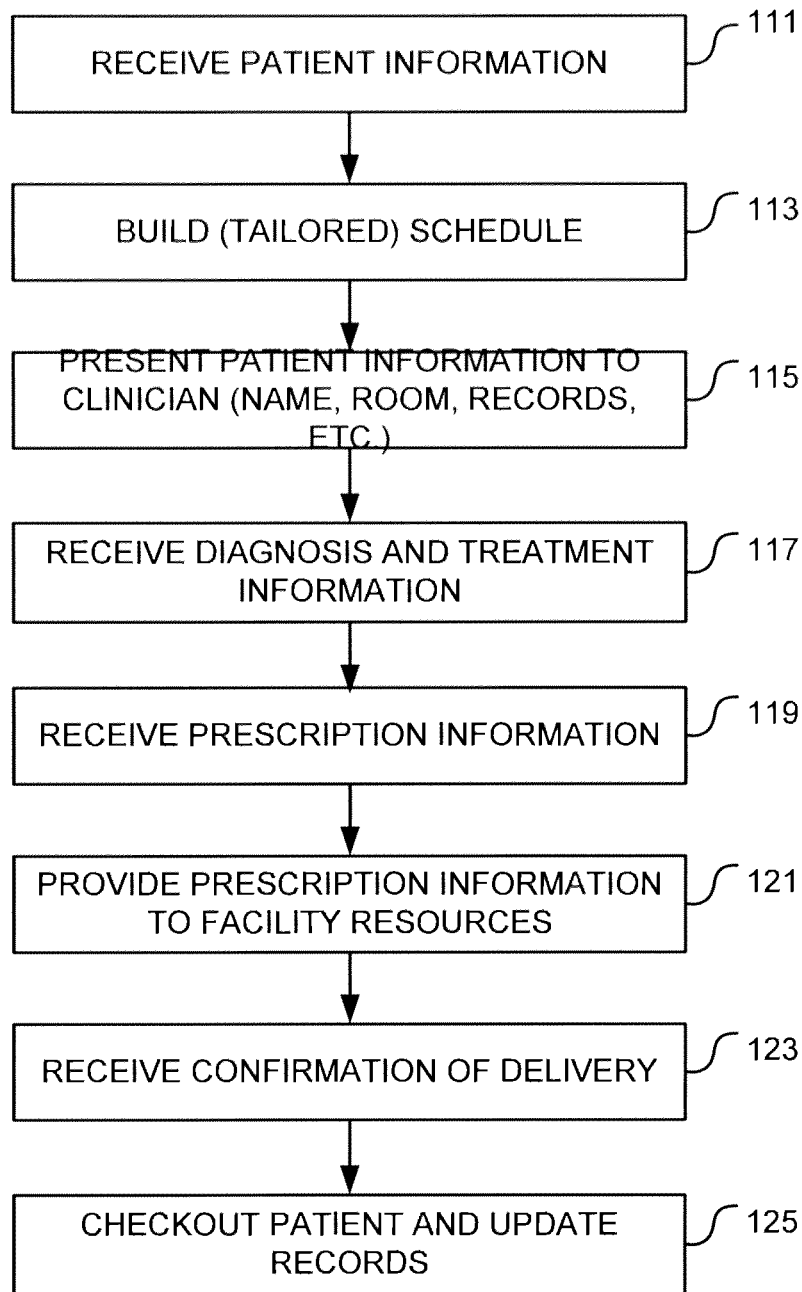 RECEIVE PATIENT INFORMATION
111
BUILD (TAILORED) SCHEDULE
113
PRESENT PATIENT INFORMATION TO
CLINICIAN (NAME, ROOM, RECORDS,
ETC.)
115
RECEIVE DIAGNOSIS AND TREATMENT
INFORMATION
117
RECEIVE PRESCRIPTION INFORMATION
119
PROVIDE PRESCRIPTION INFORMATION
TO FACILITY RESOURCES
121
RECEIVE CONFIRMATION OF DELIVERY
123
CHECKOUT PATIENT AND UPDATE
RECORDS
125